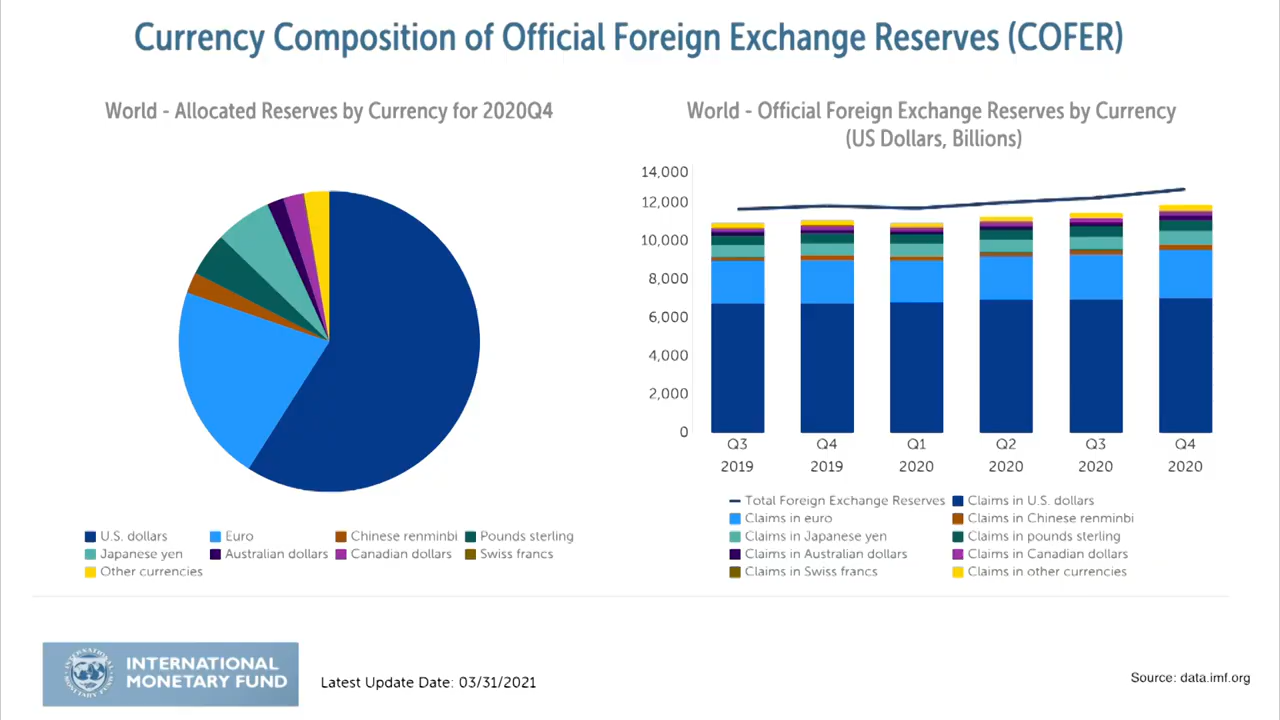 Currency Composition of Official Foreign Exchange Reserves (COFER)
World - Allocated Reserves by Currency for 2020Q4
U.S. dollars
Euro
Chinese renminbi
Pounds sterling
Japanese yen
Australian dollars
Canadian dollars
Swiss francs
Other currencies
World - Official Foreign Exchange Reserves by Currency
(US Dollars, Billions)
14,000
12,000
10,000
8,000
6,000
4,000
2,000
0
Q3 Q4 Q1 Q2 Q3 Q4
2019 2019 2020 2020 2020 2020
Total Foreign Exchange Reserves
Claims in U.S. dollars
Claims in euro
Claims in Chinese renminbi
Claims in Japanese yen
Claims in pounds sterling
Claims in Australian dollars
Claims in Canadian dollars
Claims in Swiss francs
Claims in other currencies
INTERNATIONAL
MONETARY FUND
Latest Update Date: 03/31/2021
Source: data.imf.org